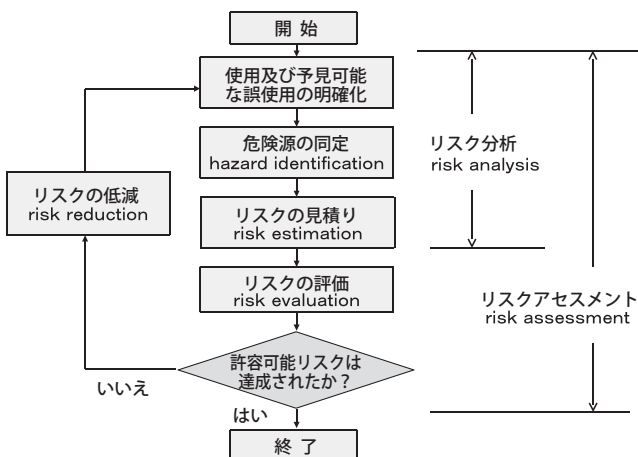 開 始
使用及び予見可能
な誤使用の明確化
危険源の同定
hazard identification
リスク分析
risk analysis
リスクの低減
risk reduction
リスクの見積り
risk estimation
リスクの評価
risk evaluation
リスクアセスメント
risk assessment
許容可能リスクは
達成されたか？
いいえ
はい
終 了